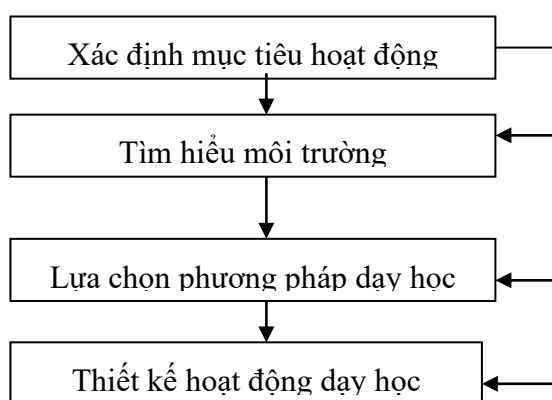 Xác định mục tiêu hoạt động
Tìm hiểu môi trường
Lựa chọn phương pháp dạy học
Thiết kế hoạt động dạy học